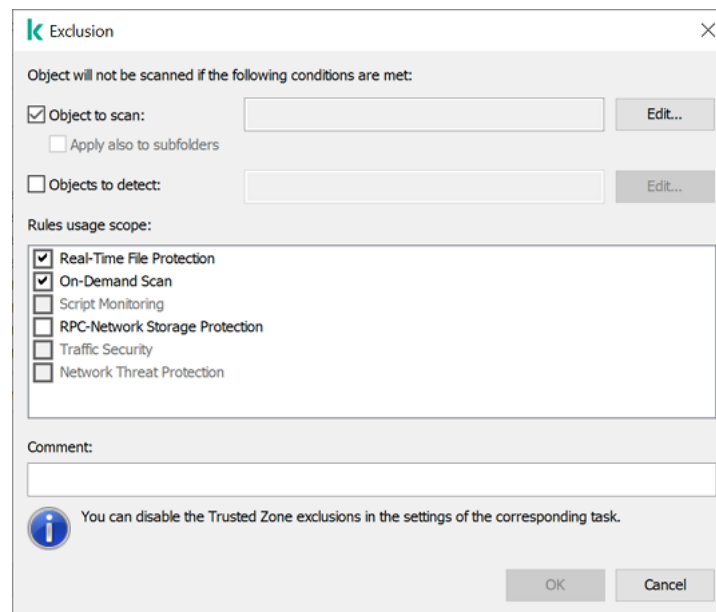 Exclusion
Object will not be scanned if the following conditions are met:
Object to scan:
Edit...
Apply also to subfolders
Objects to detect:
Edit...
Rules usage scope:
Real-Time File Protection
On-Demand Scan
Script Monitoring
RPC-Network Storage Protection
Traffic Security
Network Threat Protection
Comment:
You can disable the Trusted Zone exclusions in the settings of the corresponding task.
OK
Cancel